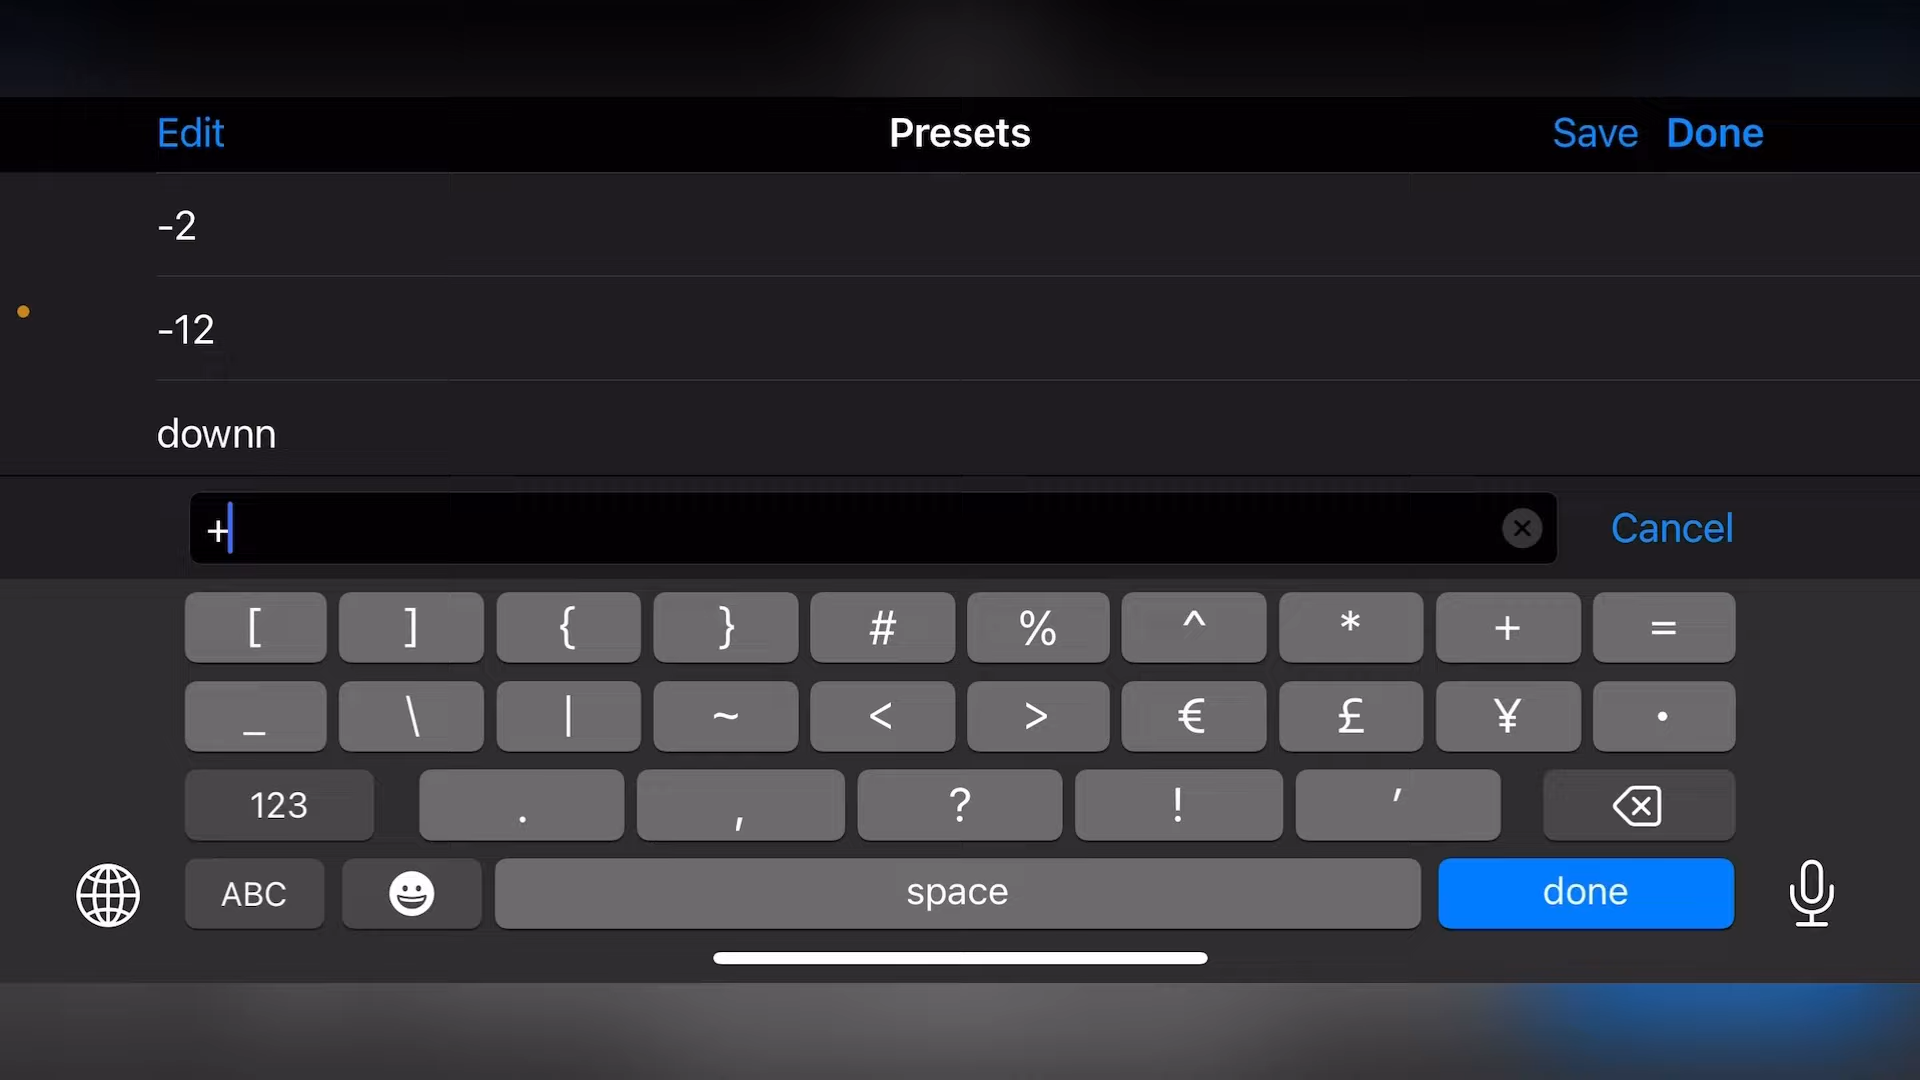 Edit Presets Save Done
-2
-12
downn
+ Cancel
[ ] { } # % ^ * + =
_ \ | ~ < > € £ ¥ •
123 . , ? ! ’
ABC space done